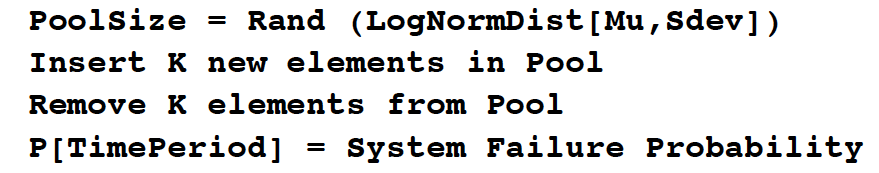 PoolSize = Rand (LogNormDist[Mu,Sdev])
Insert K new elements in Pool
Remove K elements from Pool
P[TimePeriod] = System Failure Probability